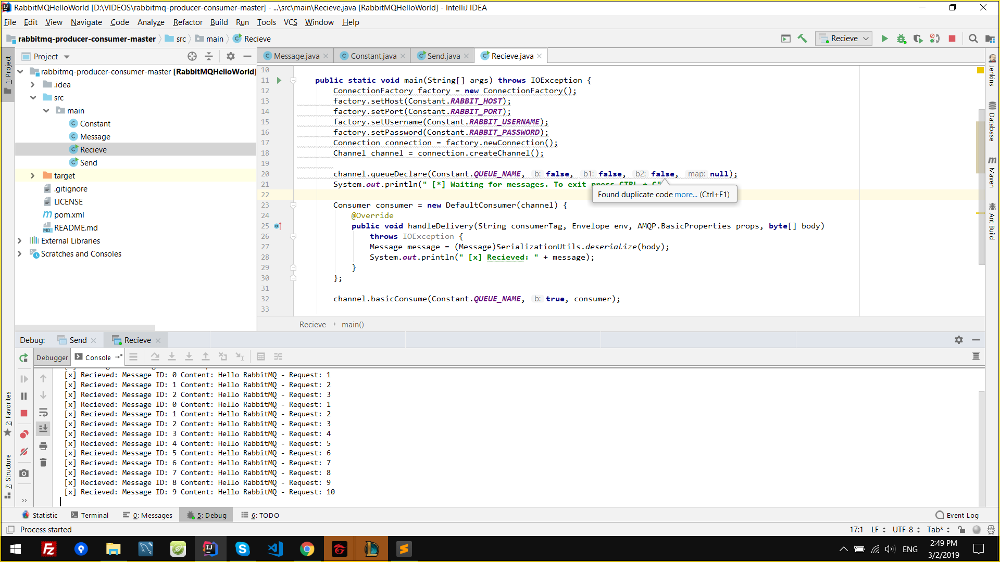 RabbitMQHelloWorld [D:\VIDEOS\rabbitmq-producer-consumer-master] - ...\src\main\Recieve.java [RabbitMQHelloWorld] - IntelliJ IDEA
File Edit View Navigate Code Analyze Refactor Build Run Tools VCS Window Help
rabbitmq-producer-consumer-master src main Recieve
Recieve
Project
Message.java Constant.java Send.java Recieve.java
1: Project
rabbitmq-producer-consumer-master [RabbitMQHelloWorld]
.idea
src
main
Constant
Message
Recieve
Send
target
.gitignore
LICENSE
pom.xml
README.md
External Libraries
Scratches and Consoles
10
11 public static void main(String[] args) throws IOException {
12 ConnectionFactory factory = new ConnectionFactory();
13 factory.setHost(Constant.RABBIT_HOST);
14 factory.setPort(Constant.RABBIT_PORT);
15 factory.setUsername(Constant.RABBIT_USERNAME);
16 factory.setPassword(Constant.RABBIT_PASSWORD);
17 Connection connection = factory.newConnection();
18 Channel channel = connection.createChannel();
19
20 channel.queueDeclare(Constant.QUEUE_NAME, b: false, b1: false, b2: false, map: null);
21 System.out.println(" [*] Waiting for messages. To exit press CTRL + C"
22
Found duplicate code more... (Ctrl+F1)
23 Consumer consumer = new DefaultConsumer(channel) {
24 @Override
25 public void handleDelivery(String consumerTag, Envelope env, AMQP.BasicProperties props, byte[] body)
26 throws IOException {
27 Message message = (Message)SerializationUtils.deserialize(body);
28 System.out.println(" [x] Recieved: " + message);
29 }
30 };
31
32 channel.basicConsume(Constant.QUEUE_NAME, b: true, consumer);
33
Recieve main()
Jenkins
Database
Maven
Ant Build
Debug: Send Recieve
Debugger Console
[x] Recieved: Message ID: 0 Content: Hello RabbitMQ - Request: 1
[x] Recieved: Message ID: 1 Content: Hello RabbitMQ - Request: 2
[x] Recieved: Message ID: 2 Content: Hello RabbitMQ - Request: 3
[x] Recieved: Message ID: 0 Content: Hello RabbitMQ - Request: 1
[x] Recieved: Message ID: 1 Content: Hello RabbitMQ - Request: 2
[x] Recieved: Message ID: 2 Content: Hello RabbitMQ - Request: 3
[x] Recieved: Message ID: 3 Content: Hello RabbitMQ - Request: 4
[x] Recieved: Message ID: 4 Content: Hello RabbitMQ - Request: 5
[x] Recieved: Message ID: 5 Content: Hello RabbitMQ - Request: 6
[x] Recieved: Message ID: 6 Content: Hello RabbitMQ - Request: 7
[x] Recieved: Message ID: 7 Content: Hello RabbitMQ - Request: 8
[x] Recieved: Message ID: 8 Content: Hello RabbitMQ - Request: 9
[x] Recieved: Message ID: 9 Content: Hello RabbitMQ - Request: 10
2: Favorites
7: Structure
Statistic Terminal 0: Messages 5: Debug 6: TODO Event Log
Process started 17:1 LF UTF-8 Tab*
ENG
2:49 PM
3/2/2019